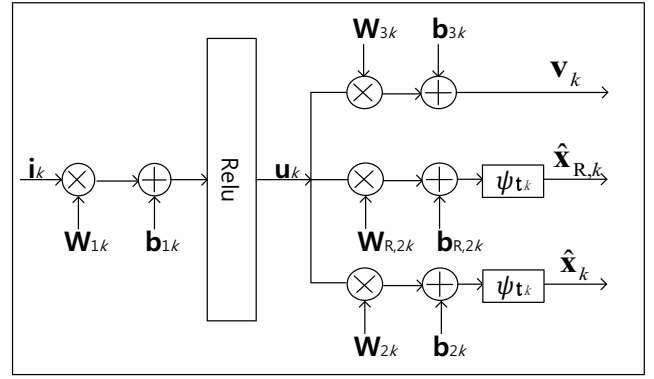 W3k b3k
vk
ik W1k b1k
Relu
uk
WR,2k bR,2k
ψtk
x̂R,k
W2k b2k
ψtk
x̂k